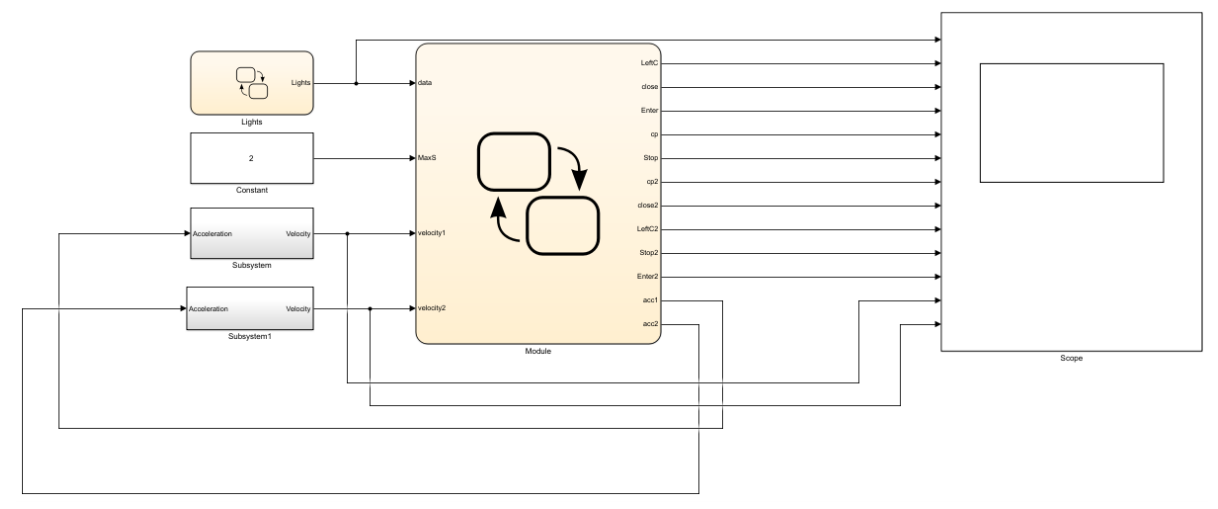 Lights
Lights
2
Constant
Acceleration
Velocity
Subsystem
Acceleration
Velocity
Subsystem1
data
MaxS
velocity1
velocity2
LeftC
close
Enter
cp
Stop
cp2
close2
LeftC2
Stop2
Enter2
acc1
acc2
Module
Scope